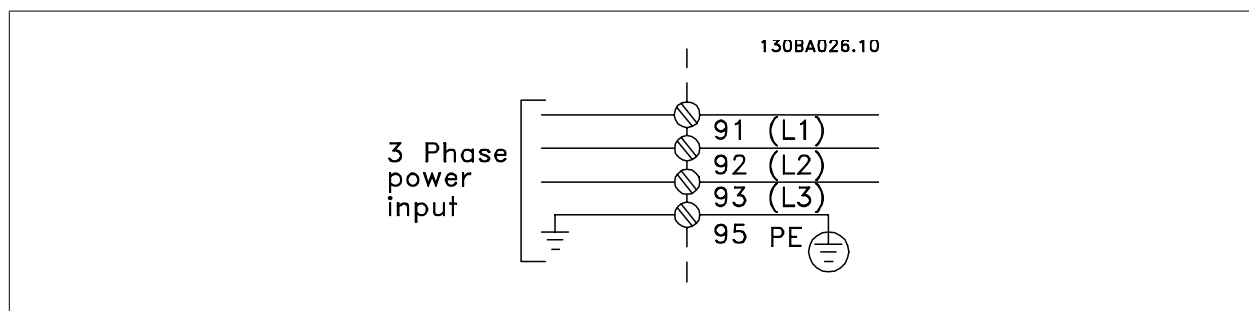 130BA026.10
3 Phase
power
input
91 (L1)
92 (L2)
93 (L3)
95 PE